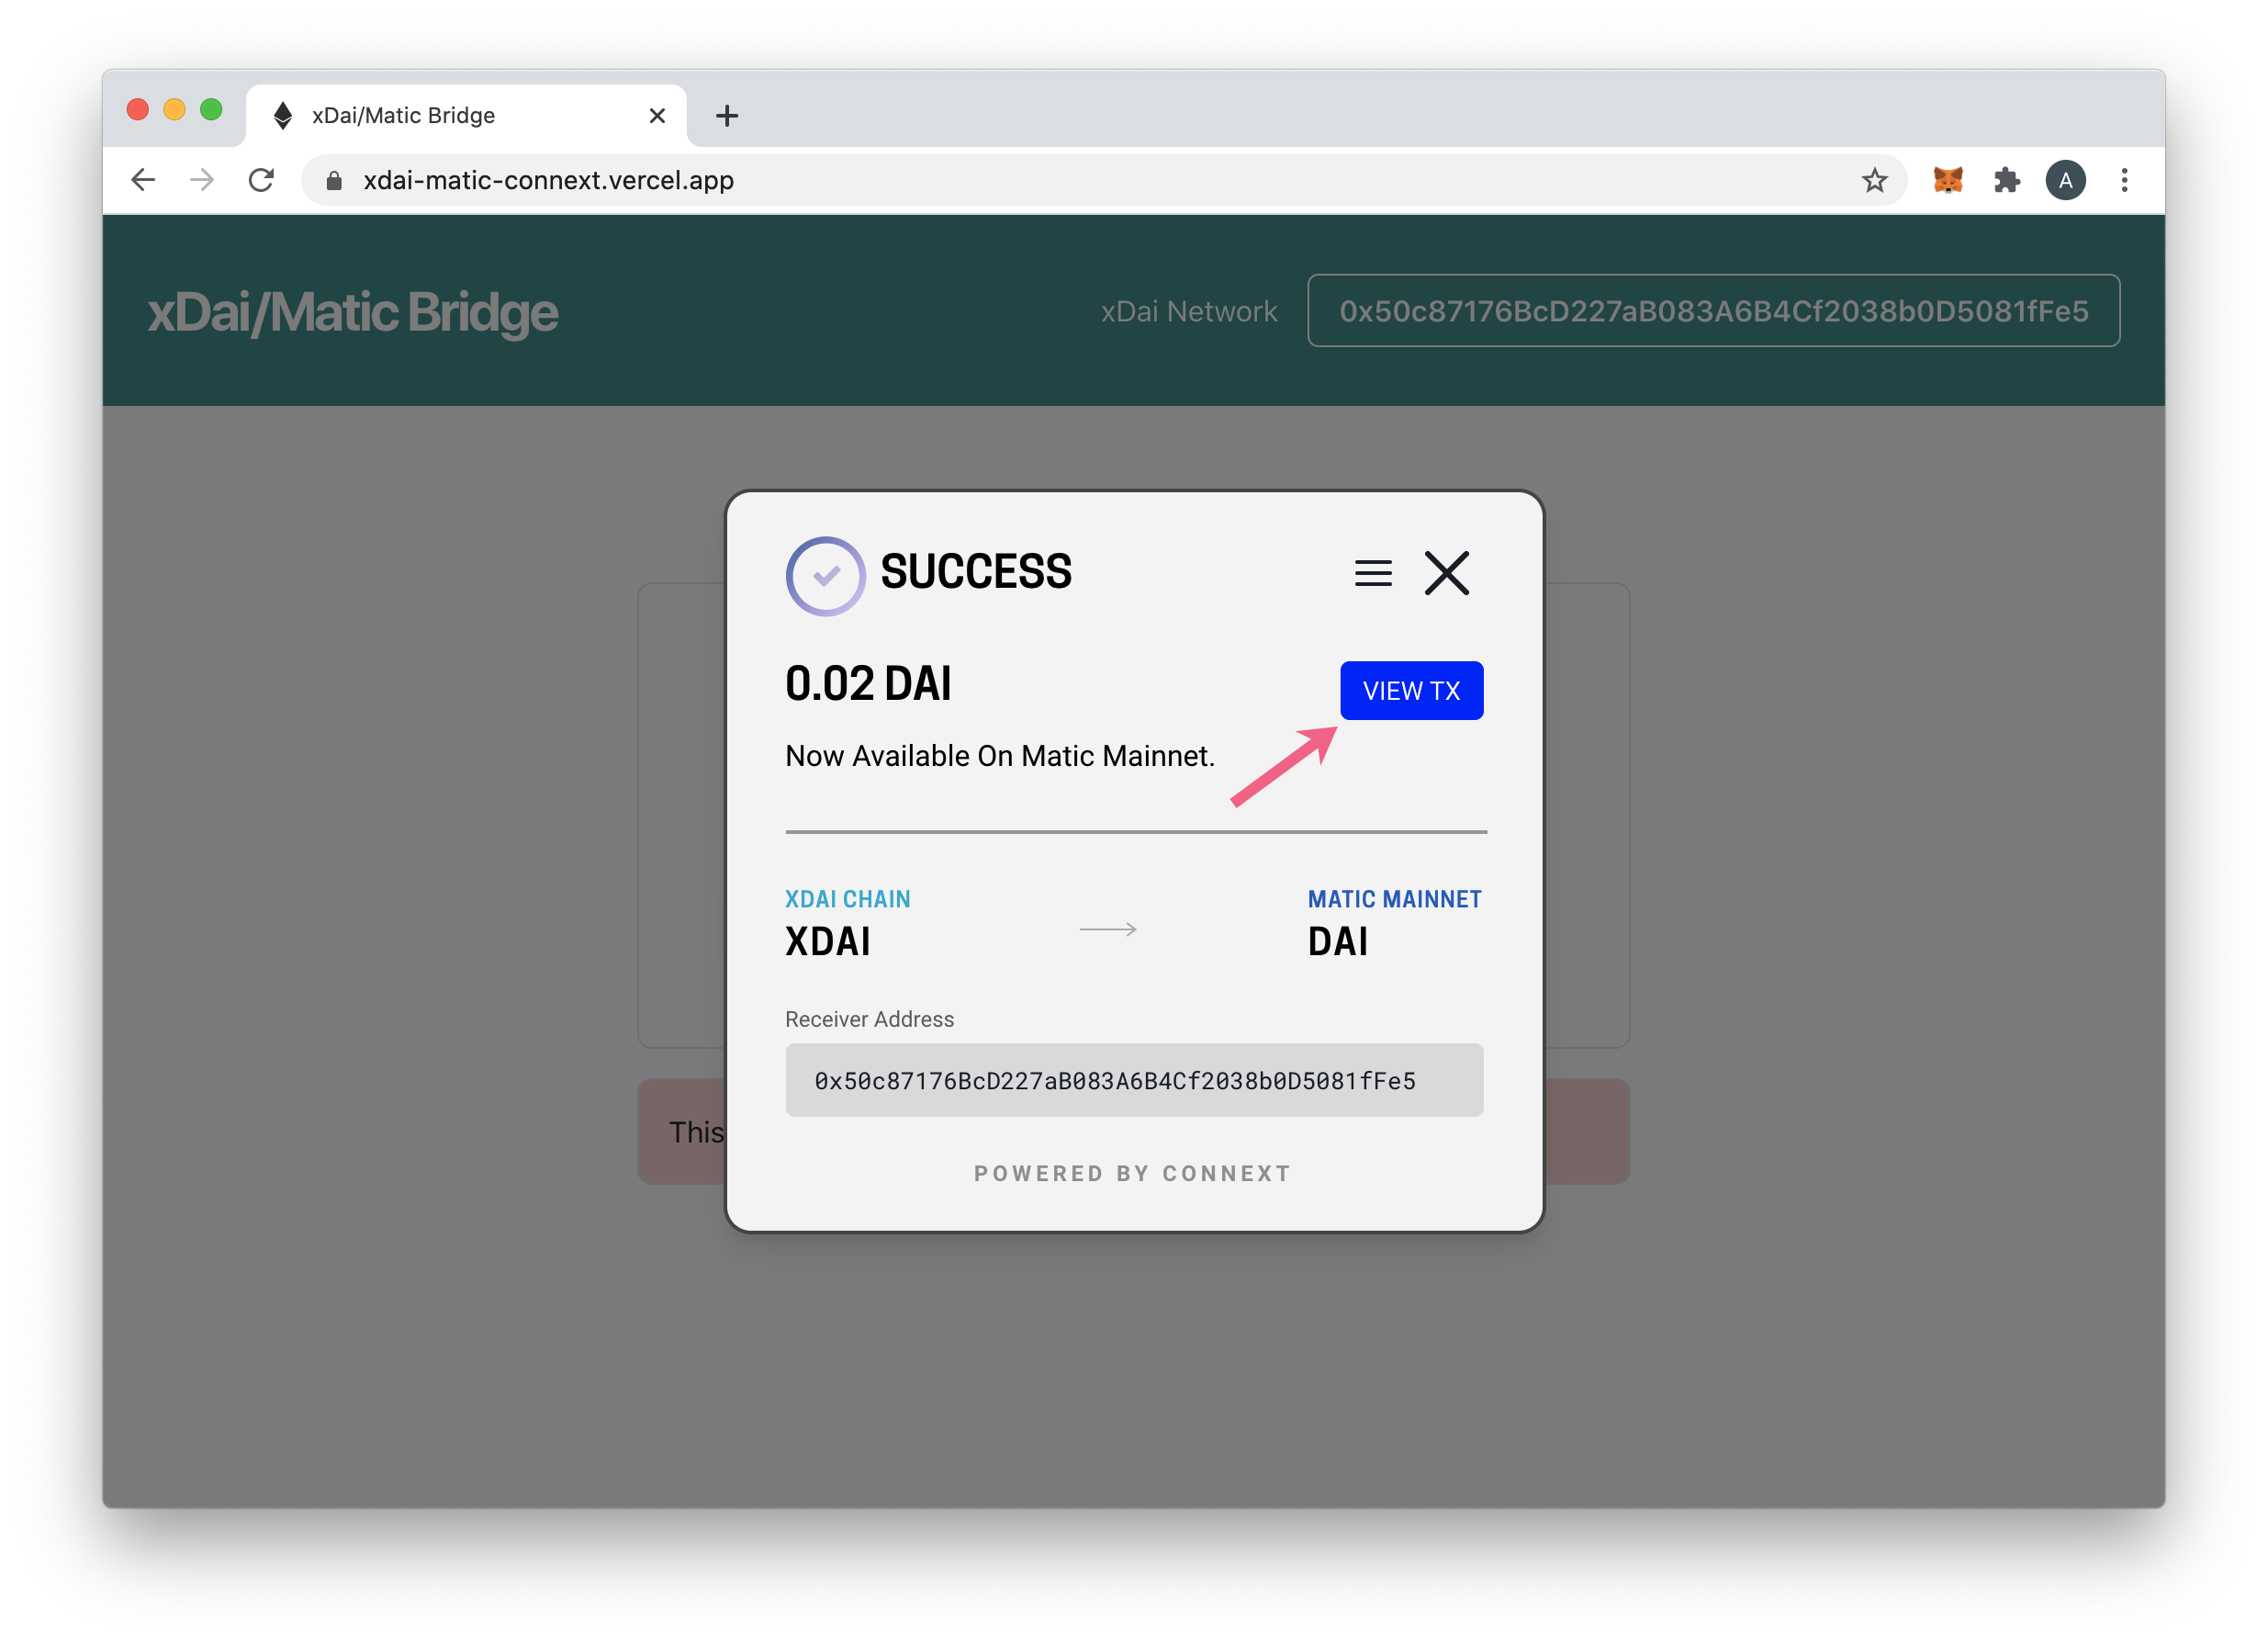 xDai/Matic Bridge
xdai-matic-connext.vercel.app
A
xDai/Matic Bridge
xDai Network
0x50c87176BcD227aB083A6B4Cf2038b0D5081fFe5
SUCCESS
0.02 DAI
VIEW TX
Now Available On Matic Mainnet.
XDAI CHAIN
XDAI
MATIC MAINNET
DAI
Receiver Address
0x50c87176BcD227aB083A6B4Cf2038b0D5081fFe5
This
POWERED BY CONNEXT